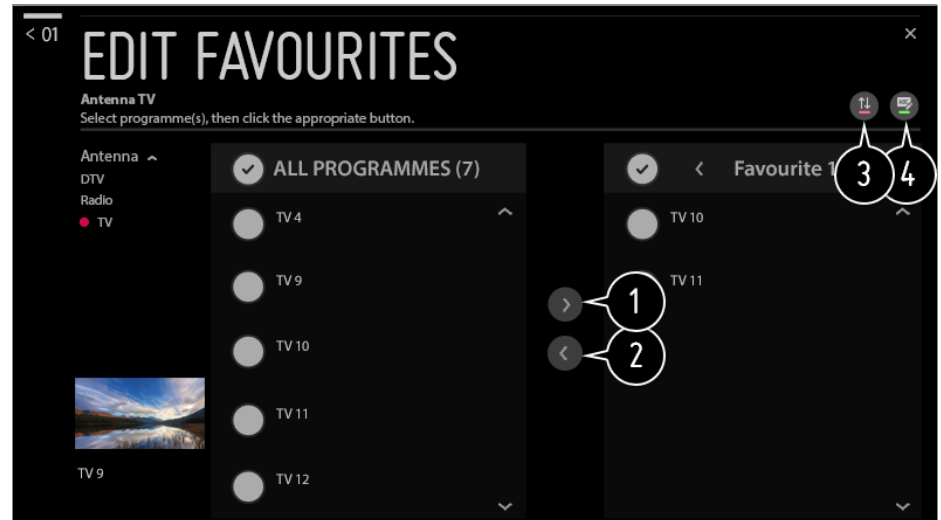 < 01
EDIT FAVOURITES
Antenna TV
Select programme(s), then click the appropriate button.
Antenna
DTV
Radio
TV
ALL PROGRAMMES (7)
TV 4
TV 9
TV 10
TV 11
TV 12
Favourite 1
TV 10
TV 11
1
2
3
4
TV 9